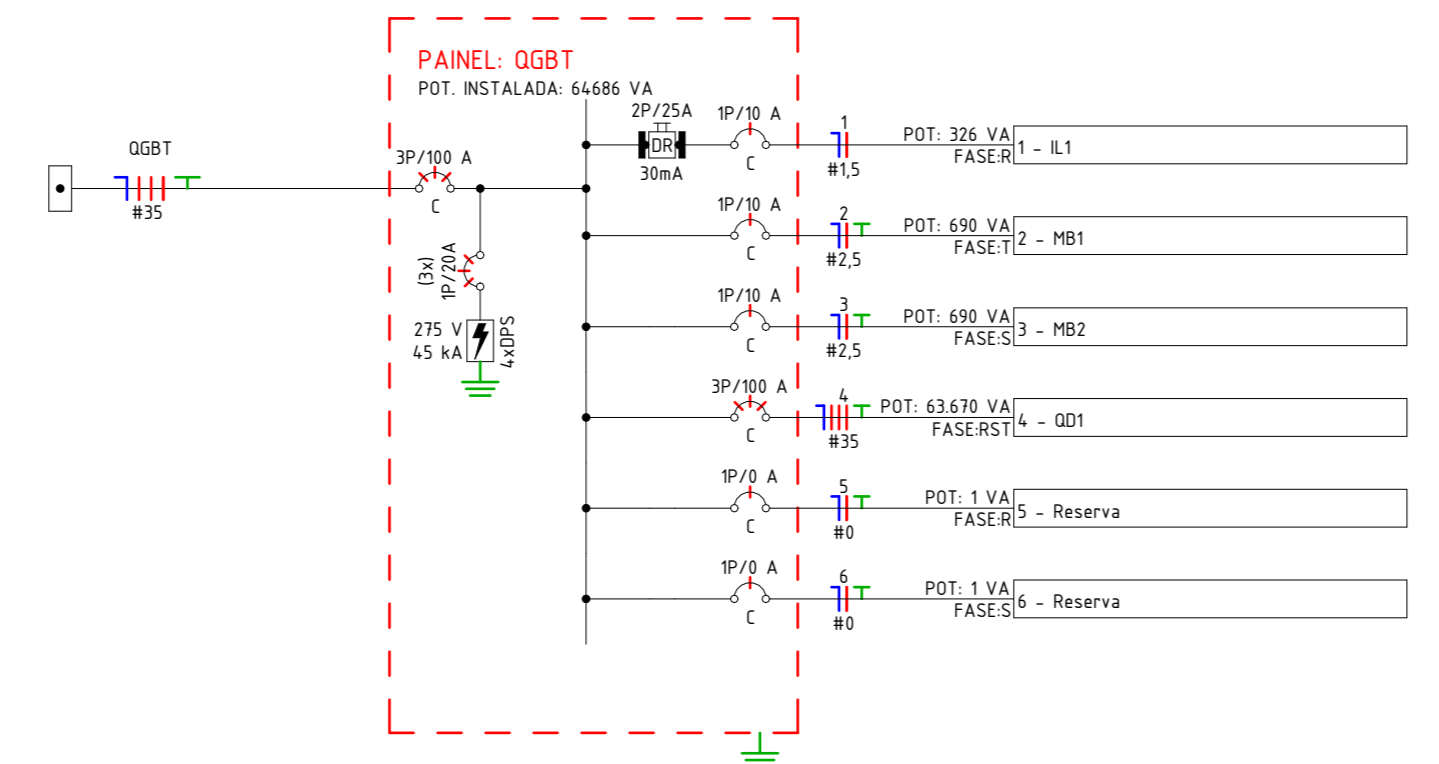 PAINEL: QGBT
POT. INSTALADA: 64686 VA
QGBT
#35
3P/100 A
C
(3x)
1P/20A
275 V
45 kA
4xDPS
2P/25A
DR
30mA
1P/10 A
C
1
#1,5
POT: 326 VA
FASE:R
1 - IL1
1P/10 A
C
2
#2,5
POT: 690 VA
FASE:T
2 - MB1
1P/10 A
C
3
#2,5
POT: 690 VA
FASE:S
3 - MB2
3P/100 A
C
4
#35
POT: 63.670 VA
FASE:RST
4 - QD1
1P/0 A
C
5
#0
POT: 1 VA
FASE:R
5 - Reserva
1P/0 A
C
6
#0
POT: 1 VA
FASE:S
6 - Reserva